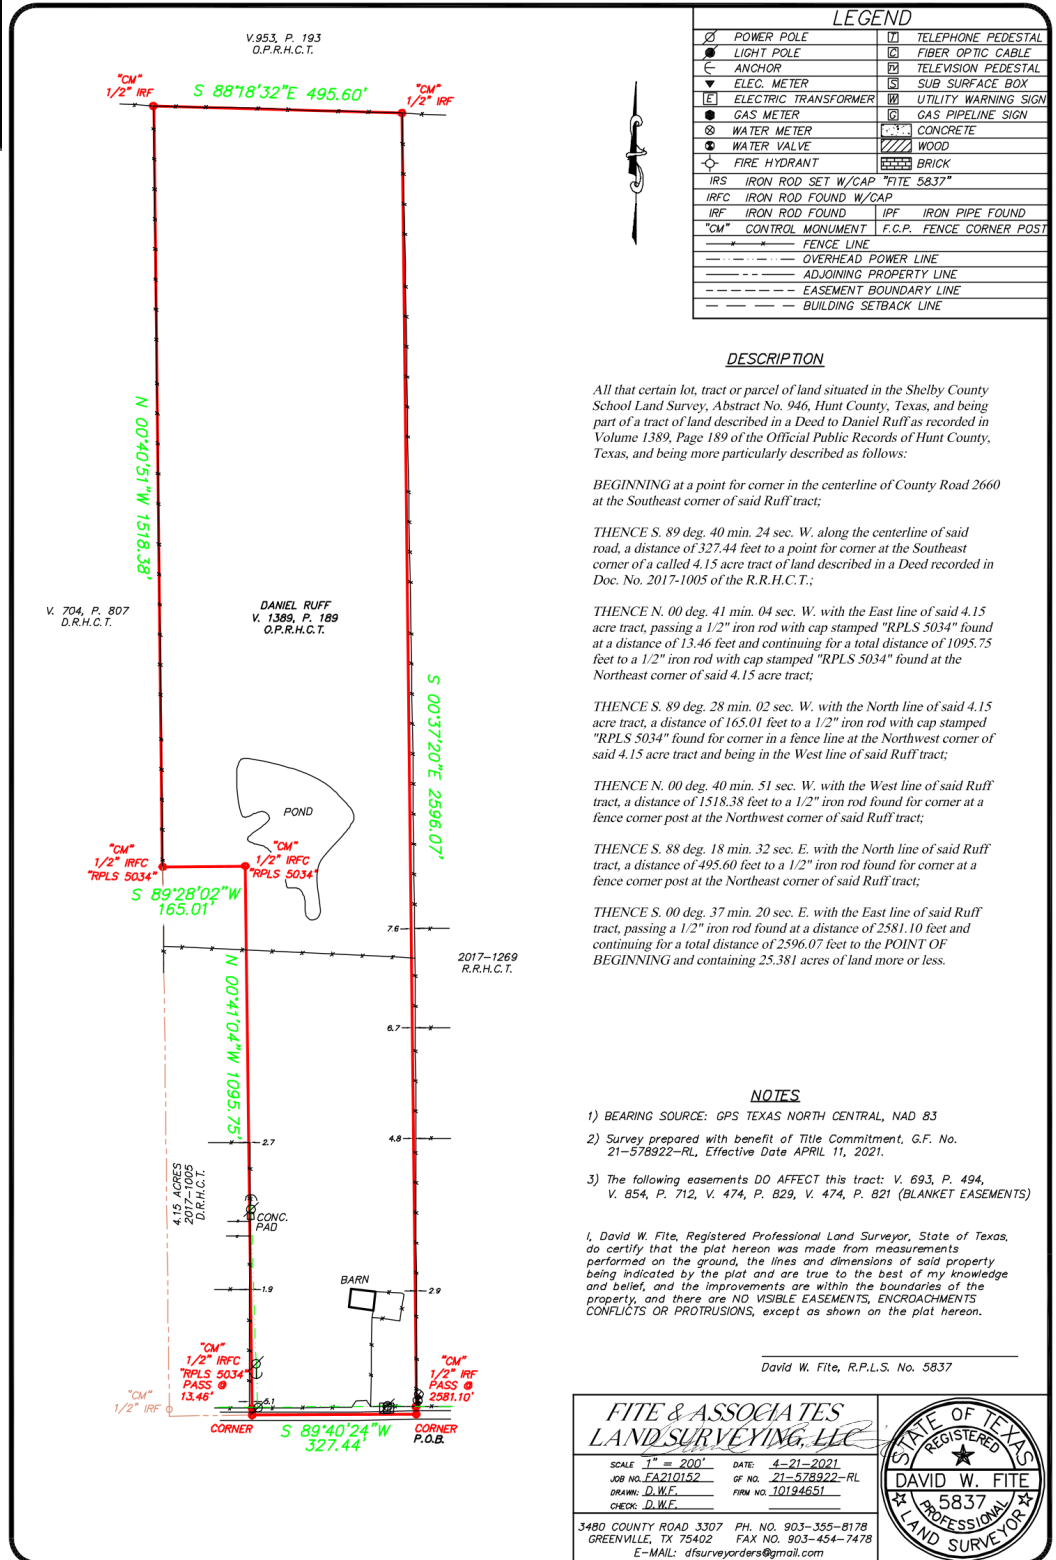 V.953, P. 193
O.P.R.H.C.T.
"CM"
1/2" IRF
S 88°18'32"E 495.60'
"CM"
1/2" IRF
N 00°40'51"W 1518.38'
V. 704, P. 807
D.R.H.C.T.
DANIEL RUFF
V. 1389, P. 189
O.P.R.H.C.T.
S 00°37'20"E 2596.07'
POND
"CM"
1/2" IRFC
"RPLS 5034"
"CM"
1/2" IRFC
"RPLS 5034"
S 89°28'02"W
165.01'
7.6
2017-1269
R.R.H.C.T.
N 00°41'04"W 1095.75'
6.7
4.8
2.7
4.15 ACRES
2017-1005
D.R.H.C.T.
CONC.
PAD
BARN
1.9
2.9
"CM"
1/2" IRFC
"RPLS 5034"
PASS @
13.46'
"CM"
1/2" IRF
PASS @
2581.10'
"CM"
1/2" IRF
5.1
CORNER
S 89°40'24"W
327.44'
CORNER
P.O.B.
LEGEND
POWER POLE
T TELEPHONE PEDESTAL
LIGHT POLE
C FIBER OPTIC CABLE
ANCHOR
TV TELEVISION PEDESTAL
ELEC. METER
S SUB SURFACE BOX
E ELECTRIC TRANSFORMER
W UTILITY WARNING SIGN
GAS METER
G GAS PIPELINE SIGN
WATER METER
CONCRETE
WATER VALVE
WOOD
FIRE HYDRANT
BRICK
IRS IRON ROD SET W/CAP "FITE 5837"
IRFC IRON ROD FOUND W/CAP
IRF IRON ROD FOUND
IPF IRON PIPE FOUND
"CM" CONTROL MONUMENT
F.C.P. FENCE CORNER POST
FENCE LINE
OVERHEAD POWER LINE
ADJOINING PROPERTY LINE
EASEMENT BOUNDARY LINE
BUILDING SETBACK LINE
DESCRIPTION
All that certain lot, tract or parcel of land situated in the Shelby County
School Land Survey, Abstract No. 946, Hunt County, Texas, and being
part of a tract of land described in a Deed to Daniel Ruff as recorded in
Volume 1389, Page 189 of the Official Public Records of Hunt County,
Texas, and being more particularly described as follows:
BEGINNING at a point for corner in the centerline of County Road 2660
at the Southeast corner of said Ruff tract;
THENCE S. 89 deg. 40 min. 24 sec. W. along the centerline of said
road, a distance of 327.44 feet to a point for corner at the Southeast
corner of a called 4.15 acre tract of land described in a Deed recorded in
Doc. No. 2017-1005 of the R.R.H.C.T.;
THENCE N. 00 deg. 41 min. 04 sec. W. with the East line of said 4.15
acre tract, passing a 1/2" iron rod with cap stamped "RPLS 5034" found
at a distance of 13.46 feet and continuing for a total distance of 1095.75
feet to a 1/2" iron rod with cap stamped "RPLS 5034" found at the
Northeast corner of said 4.15 acre tract;
THENCE S. 89 deg. 28 min. 02 sec. W. with the North line of said 4.15
acre tract, a distance of 165.01 feet to a 1/2" iron rod with cap stamped
"RPLS 5034" found for corner in a fence line at the Northwest corner of
said 4.15 acre tract and being in the West line of said Ruff tract;
THENCE N. 00 deg. 40 min. 51 sec. W. with the West line of said Ruff
tract, a distance of 1518.38 feet to a 1/2" iron rod found for corner at a
fence corner post at the Northwest corner of said Ruff tract;
THENCE S. 88 deg. 18 min. 32 sec. E. with the North line of said Ruff
tract, a distance of 495.60 feet to a 1/2" iron rod found for corner at a
fence corner post at the Northeast corner of said Ruff tract;
THENCE S. 00 deg. 37 min. 20 sec. E. with the East line of said Ruff
tract, passing a 1/2" iron rod found at a distance of 2581.10 feet and
continuing for a total distance of 2596.07 feet to the POINT OF
BEGINNING and containing 25.381 acres of land more or less.
NOTES
1) BEARING SOURCE: GPS TEXAS NORTH CENTRAL, NAD 83
2) Survey prepared with benefit of Title Commitment, G.F. No.
21-578922-RL, Effective Date APRIL 11, 2021.
3) The following easements DO AFFECT this tract: V. 693, P. 494,
V. 854, P. 712, V. 474, P. 829, V. 474, P. 821 (BLANKET EASEMENTS)
I, David W. Fite, Registered Professional Land Surveyor, State of Texas,
do certify that the plat hereon was made from measurements
performed on the ground, the lines and dimensions of said property
being indicated by the plat and are true to the best of my knowledge
and belief, and the improvements are within the boundaries of the
property, and there are NO VISIBLE EASEMENTS, ENCROACHMENTS
CONFLICTS OR PROTRUSIONS, except as shown on the plat hereon.
David W. Fite, R.P.L.S. No. 5837
FITE & ASSOCIATES
LAND SURVEYING, LLC
SCALE 1" = 200' DATE: 4-21-2021
JOB NO. FA210152 GF NO. 21-578922-RL
DRAWN: D.W.F. FIRM NO. 10194651
CHECK: D.W.F.
3480 COUNTY ROAD 3307 PH. NO. 903-355-8178
GREENVILLE, TX 75402 FAX NO. 903-454-7478
E-MAIL: dfsurveyorders@gmail.com
STATE OF TEXAS
REGISTERED
DAVID W. FITE
5837
PROFESSIONAL
LAND SURVEYOR